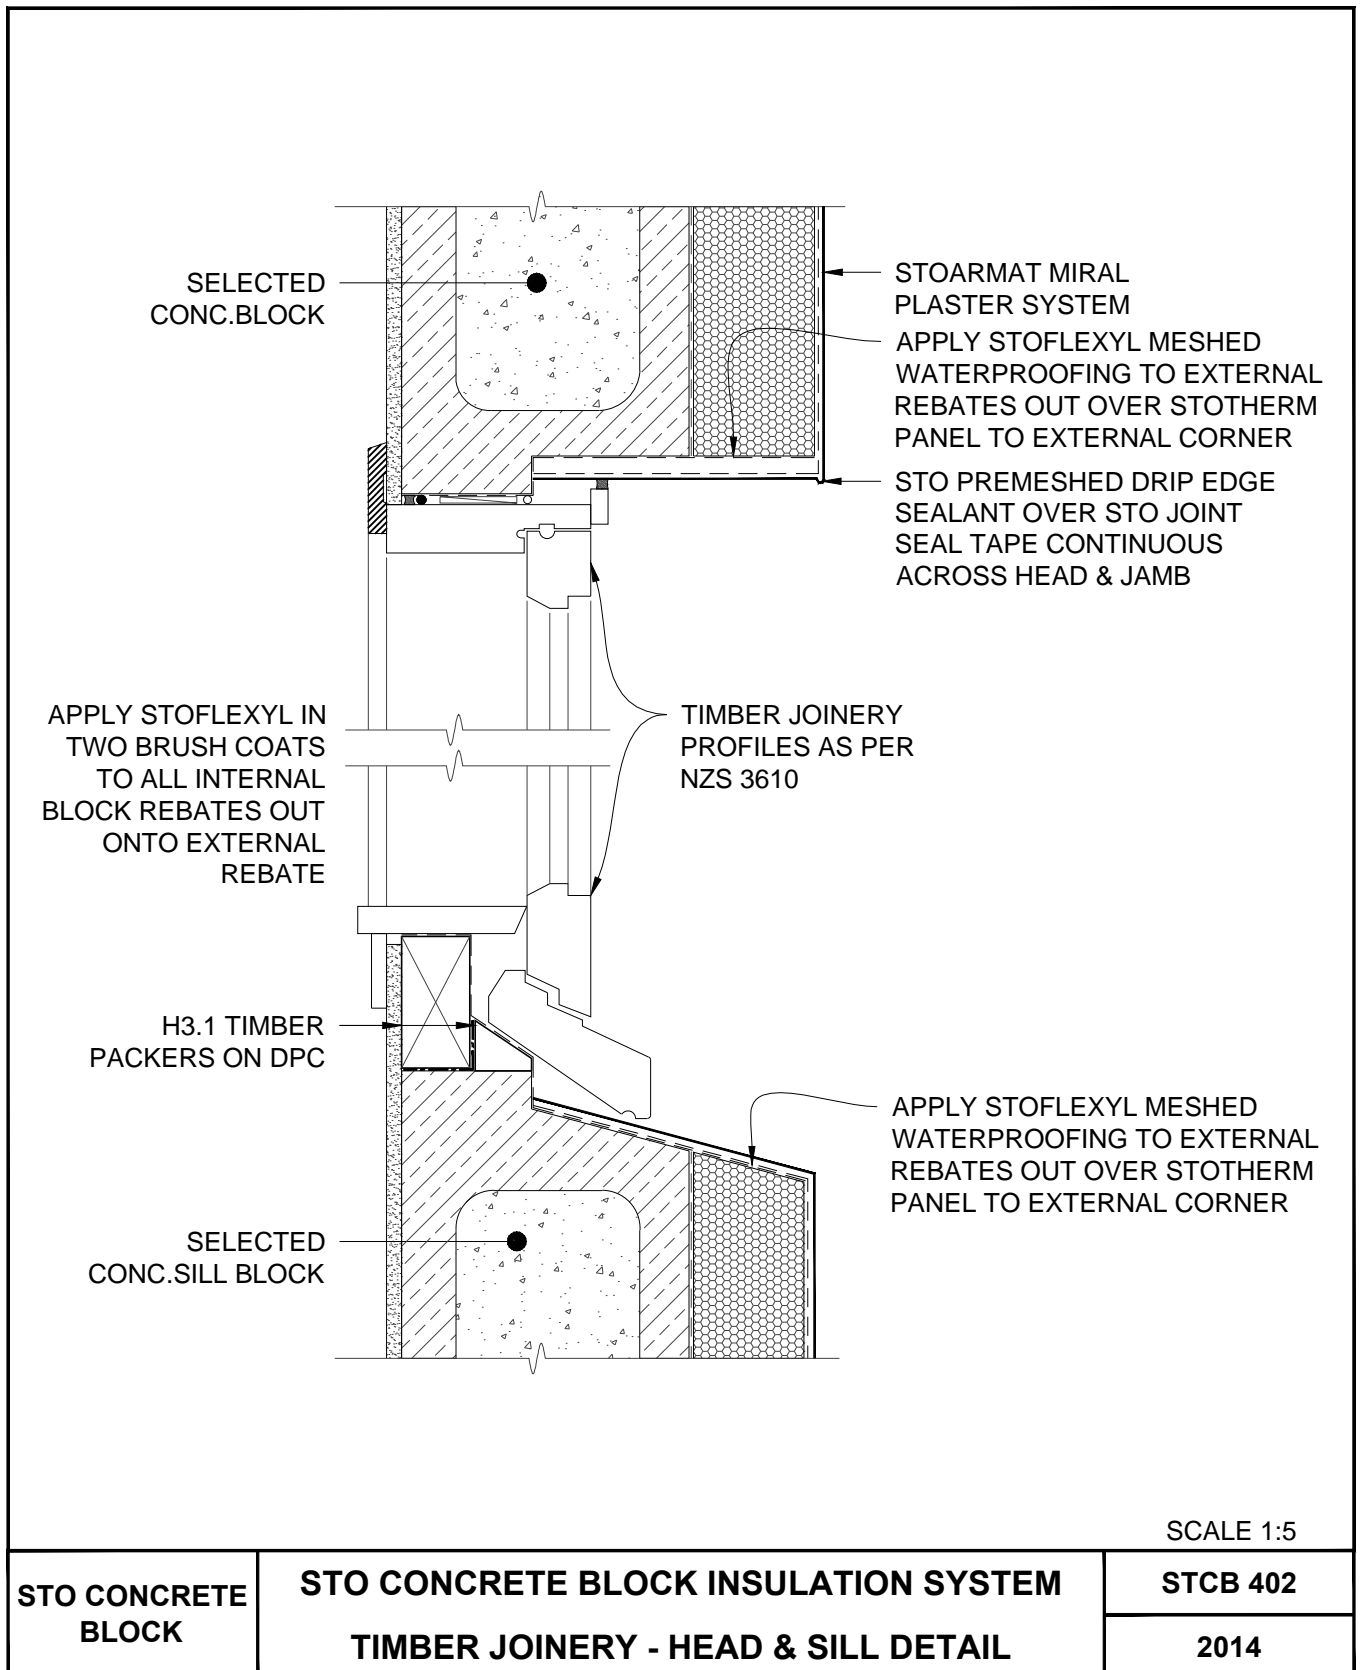 SELECTED
CONC.BLOCK
STOARMAT MIRAL
PLASTER SYSTEM
APPLY STOFLEXYL MESHED
WATERPROOFING TO EXTERNAL
REBATES OUT OVER STOTHERM
PANEL TO EXTERNAL CORNER
STO PREMESHED DRIP EDGE
SEALANT OVER STO JOINT
SEAL TAPE CONTINUOUS
ACROSS HEAD & JAMB
APPLY STOFLEXYL IN
TWO BRUSH COATS
TO ALL INTERNAL
BLOCK REBATES OUT
ONTO EXTERNAL
REBATE
TIMBER JOINERY
PROFILES AS PER
NZS 3610
H3.1 TIMBER
PACKERS ON DPC
APPLY STOFLEXYL MESHED
WATERPROOFING TO EXTERNAL
REBATES OUT OVER STOTHERM
PANEL TO EXTERNAL CORNER
SELECTED
CONC.SILL BLOCK
SCALE 1:5
STO CONCRETE
BLOCK
STO CONCRETE BLOCK INSULATION SYSTEM
TIMBER JOINERY - HEAD & SILL DETAIL
STCB 402
2014